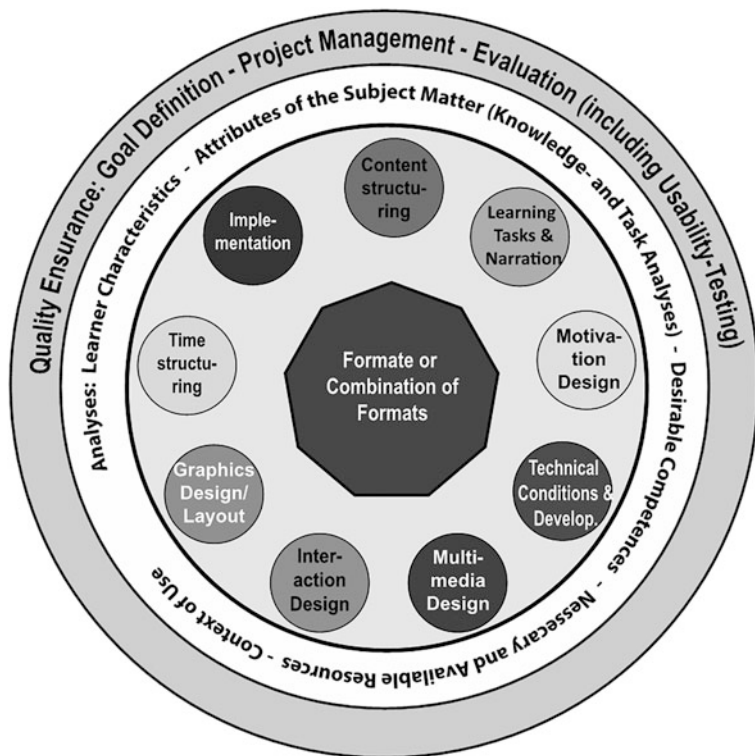 Quality Ensurance: Goal Definition - Project Management - Evaluation (including Usability-Testing)
Analyses: Learner Characteristics - Attributes of the Subject Matter (Knowledge- and Task Analyses) - Desirable Competences - Nessecary and Available Resources - Context of Use
Content
structu-
ring
Learning
Tasks &
Narration
Motiva-
tion
Design
Technical
Conditions &
Develop.
Multi-
media
Design
Inter-
action
Design
Graphics
Design/
Layout
Time
structu-
ring
Imple-
mentation
Formate or
Combination of
Formats